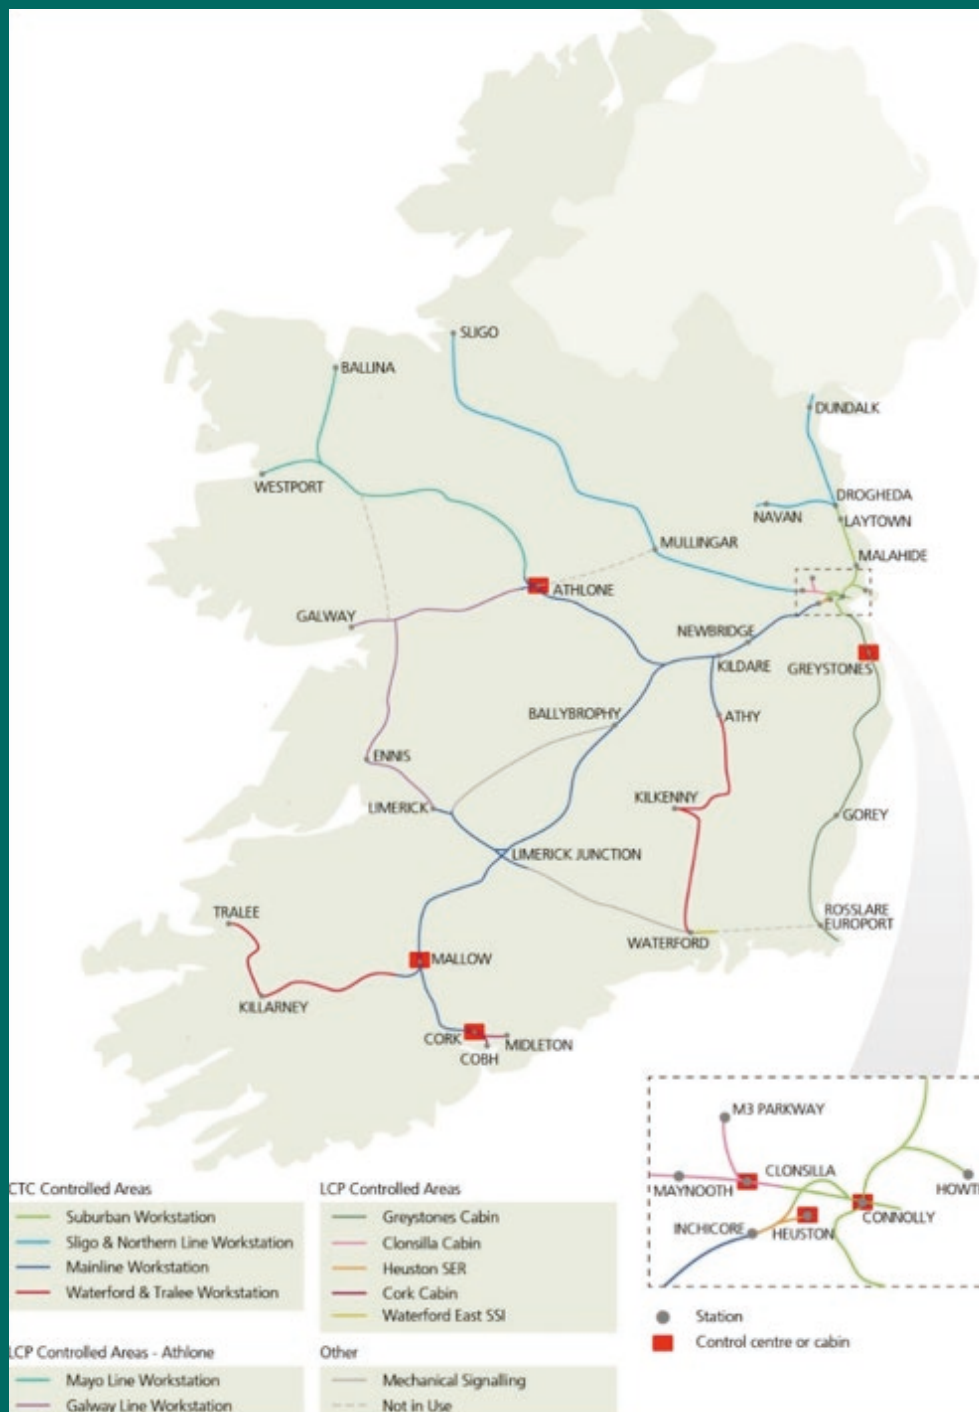 SLIGO
BALLINA
DUNDALK
WESTPORT
DROGHEDA
NAVAN
LAYTOWN
MULLINGAR
MALAHIDE
ATHLONE
GALWAY
NEWBRIDGE
KILDARE
GREYSTONES
BALLYBROPHY
ATHY
ENNIS
LIMERICK
KILKENNY
GOREY
LIMERICK JUNCTION
TRALEE
ROSSLARE
EUROPORT
WATERFORD
MALLOW
KILLARNEY
CORK
MIDLETON
COBH
M3 PARKWAY
CLONSILLA
MAYNOOTH
HOWT
CONNOLLY
INCHICORE
HEUSTON
Station
Control centre or cabin
CTC Controlled Areas
Suburban Workstation
Sligo & Northern Line Workstation
Mainline Workstation
Waterford & Tralee Workstation
LCP Controlled Areas
Greystones Cabin
Clonsilla Cabin
Heuston SER
Cork Cabin
Waterford East SSI
LCP Controlled Areas - Athlone
Mayo Line Workstation
Galway Line Workstation
Other
Mechanical Signalling
Not in Use